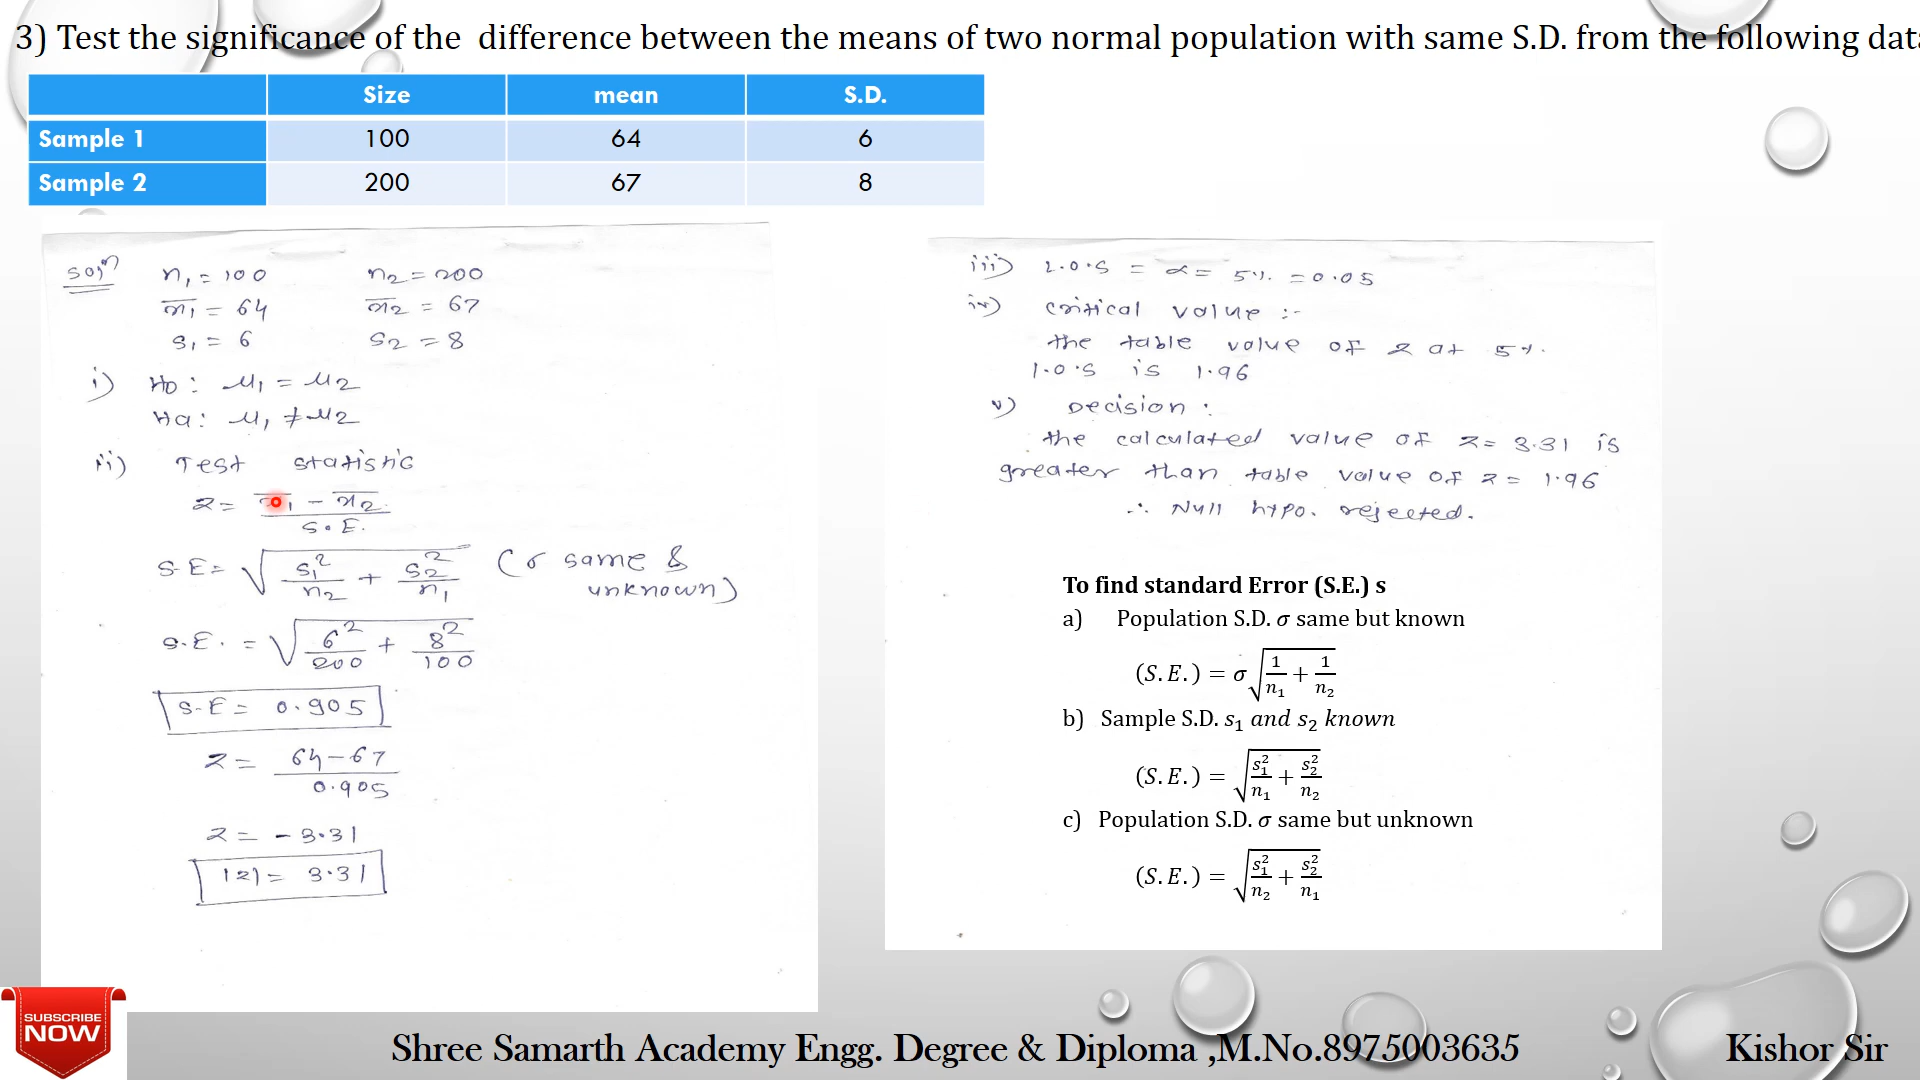 3) Test the significance of the difference between the means of two normal population with same S.D. from the following data
Size mean S.D.
Sample 1 100 64 6
Sample 2 200 67 8
soln n₁ = 100 n₂ = 200
x̄₁ = 64 x̄₂ = 67
s₁ = 6 s₂ = 8
i) H0 : μ₁ = μ₂
Ha : μ₁ ≠ μ₂
ii) Test statistic
z = x̄₁ − x̄₂ / S.E.
S.E = √(s₁²/n₂ + s₂²/n₁) (σ same & unknown)
S.E. = √(6²/200 + 8²/100)
S.E = 0.905
z = 64−67 / 0.905
z = − 3.31
|z| = 3.31
iii) L.O.S = α = 5% = 0.05
iv) critical value :-
the table value of z at 5%
l.o.s is 1.96
v) Decision :
the calculated value of z = 3.31 is
greater than table value of z = 1.96
∴ Null hypo. rejected.
To find standard Error (S.E.) s
a) Population S.D. σ same but known
(S.E.) = σ√(1/n₁ + 1/n₂)
b) Sample S.D. s₁ and s₂ known
(S.E.) = √(s₁²/n₁ + s₂²/n₂)
c) Population S.D. σ same but unknown
(S.E.) = √(s₁²/n₂ + s₂²/n₁)
SUBSCRIBE
NOW
Shree Samarth Academy Engg. Degree & Diploma ,M.No.8975003635 Kishor Sir